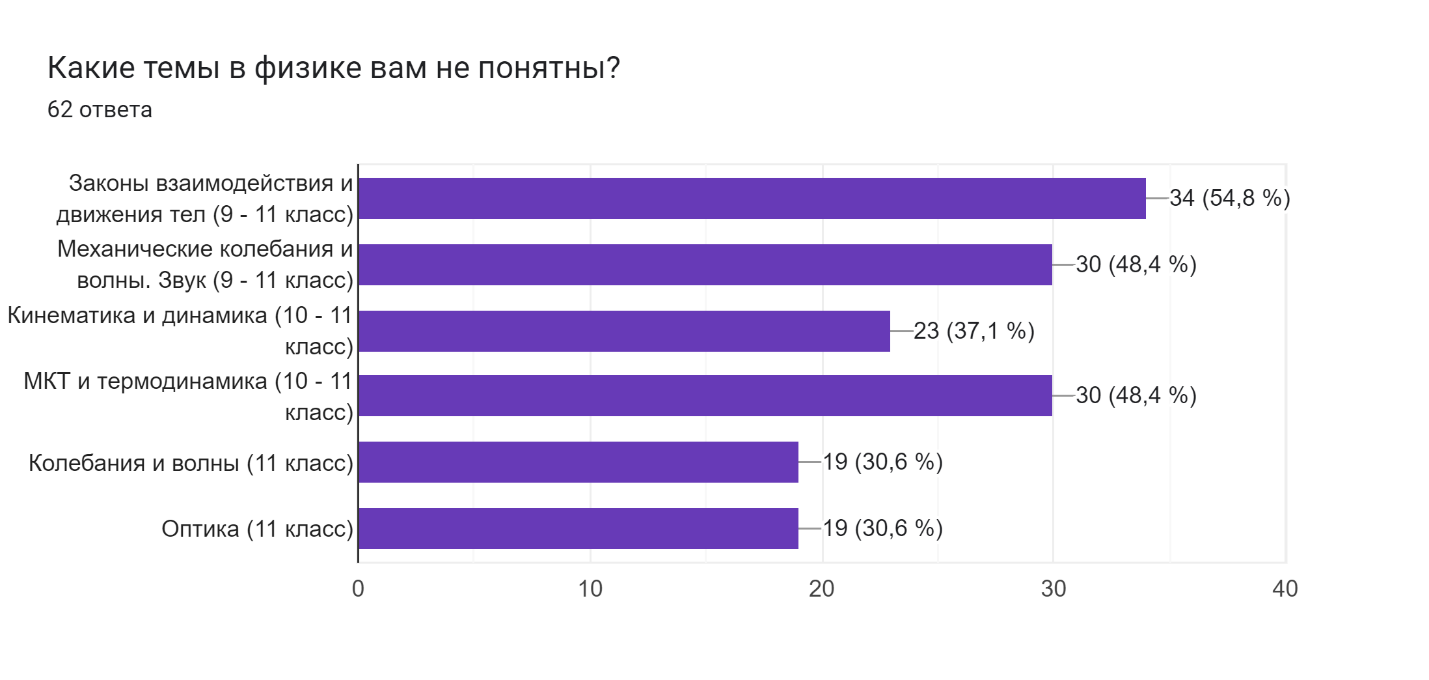 Какие темы в физике вам не понятны?
62 ответа
Законы взаимодействия и
движения тел (9 - 11 класс)
34 (54,8 %)
Механические колебания и
волны. Звук (9 - 11 класс)
30 (48,4 %)
Кинематика и динамика (10 - 11
класс)
23 (37,1 %)
МКТ и термодинамика (10 - 11
класс)
30 (48,4 %)
Колебания и волны (11 класс)
19 (30,6 %)
Оптика (11 класс)
19 (30,6 %)
0 10 20 30 40